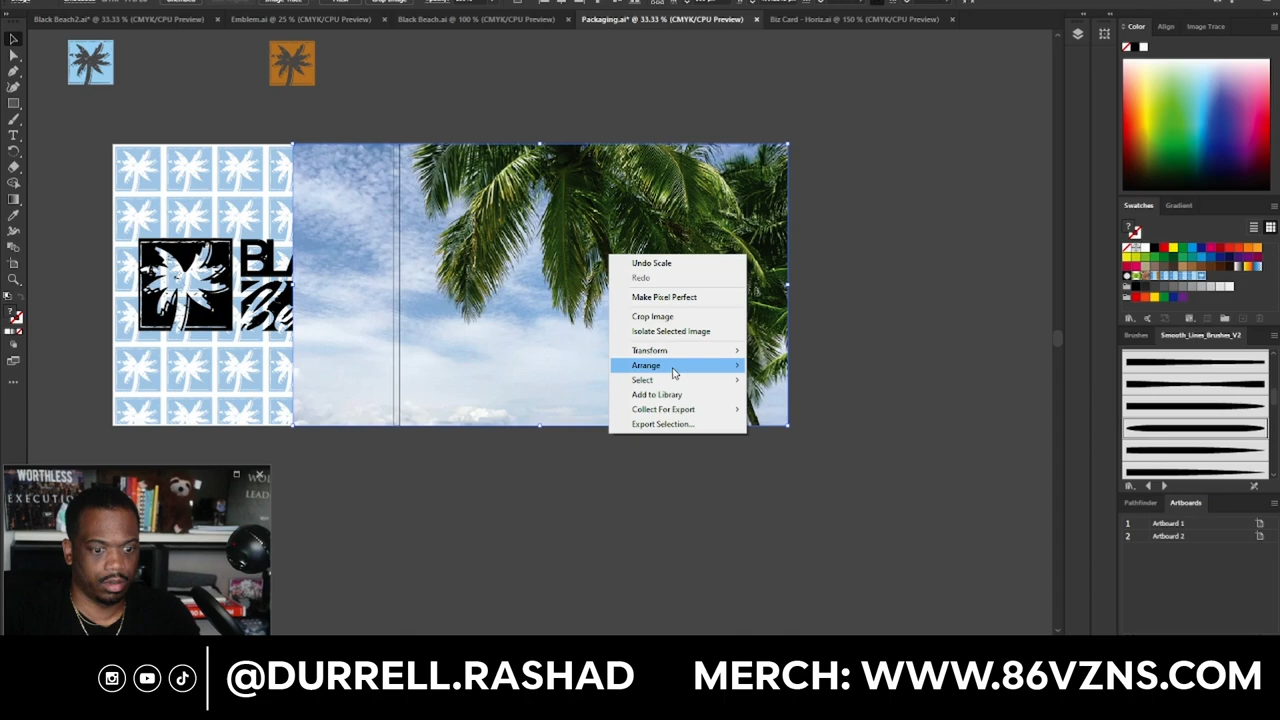 Black Beach2.ai* @ 33.33 % (CMYK/CPU Preview) ×
Emblem.ai @ 25 % (CMYK/CPU Preview) ×
Black Beach.ai @ 100 % (CMYK/CPU Preview) ×
Packaging.ai* @ 33.33 % (CMYK/CPU Preview) ×
Biz Card - Horiz.ai @ 150 % (CMYK/CPU Preview) ×
Color Align Image Trace
Swatches Gradient
BLA
Be
Undo Scale
Redo
Make Pixel Perfect
Crop Image
Isolate Selected Image
Transform
Arrange
Select
Add to Library
Collect For Export
Export Selection...
Brushes Smooth_Lines_Brushes_V2
Pathfinder Artboards
1 Artboard 1
2 Artboard 2
WORTHLESS
EXECUTIO
LEAD
@DURRELL.RASHAD MERCH: WWW.86VZNS.COM